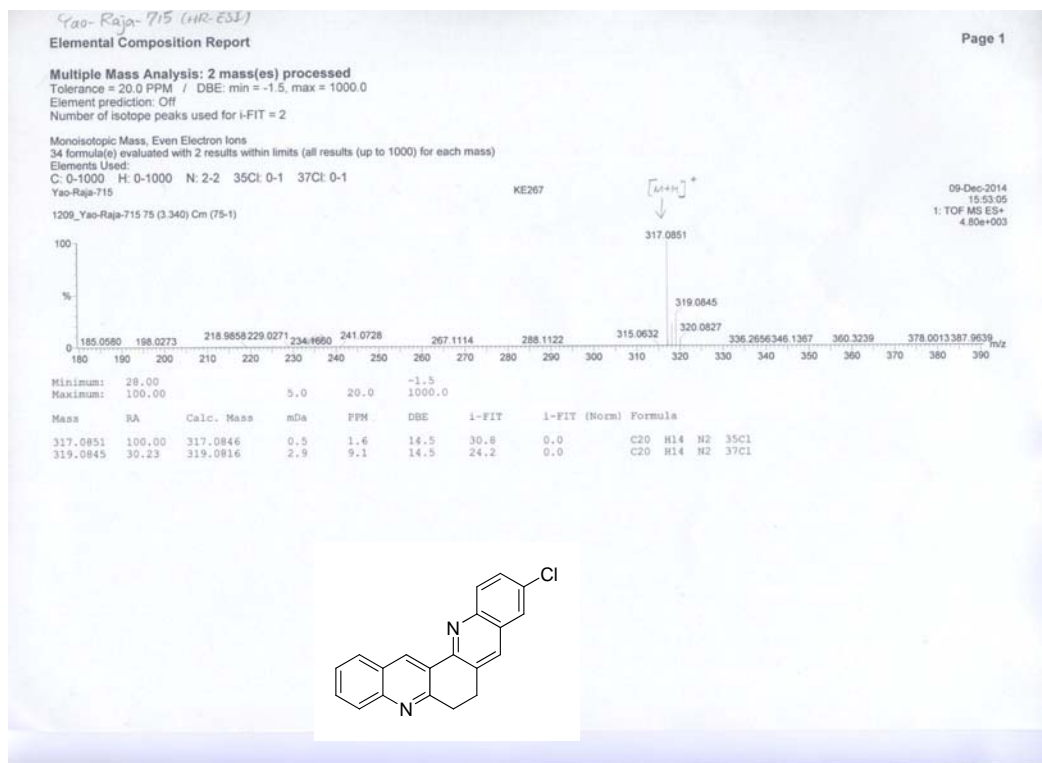 Yao-Raja-715 (HR-ESI)
Elemental Composition Report Page 1
Multiple Mass Analysis: 2 mass(es) processed
Tolerance = 20.0 PPM / DBE: min = -1.5, max = 1000.0
Element prediction: Off
Number of isotope peaks used for i-FIT = 2
Monoisotopic Mass, Even Electron Ions
34 formula(e) evaluated with 2 results within limits (all results (up to 1000) for each mass)
Elements Used:
C: 0-1000 H: 0-1000 N: 2-2 35Cl: 0-1 37Cl: 0-1
Yao-Raja-715 KE267 [M+H]+ 09-Dec-2014
15:53:05
1209_Yao-Raja-715 75 (3.340) Cm (75-1) 1: TOF MS ES+
4.80e+003
317.0851
100
%
319.0845
320.0827
185.0580 198.0273 218.9858 229.0271 234.1660 241.0728 267.1114 288.1122 315.0632 336.2656 346.1367 360.3239 378.0013 387.9639
0 m/z
180 190 200 210 220 230 240 250 260 270 280 290 300 310 320 330 340 350 360 370 380 390
Minimum: 28.00 -1.5
Maximum: 100.00 5.0 20.0 1000.0
Mass RA Calc. Mass mDa PPM DBE i-FIT i-FIT (Norm) Formula
317.0851 100.00 317.0846 0.5 1.6 14.5 30.8 0.0 C20 H14 N2 35Cl
319.0845 30.23 319.0816 2.9 9.1 14.5 24.2 0.0 C20 H14 N2 37Cl
Cl
N
N